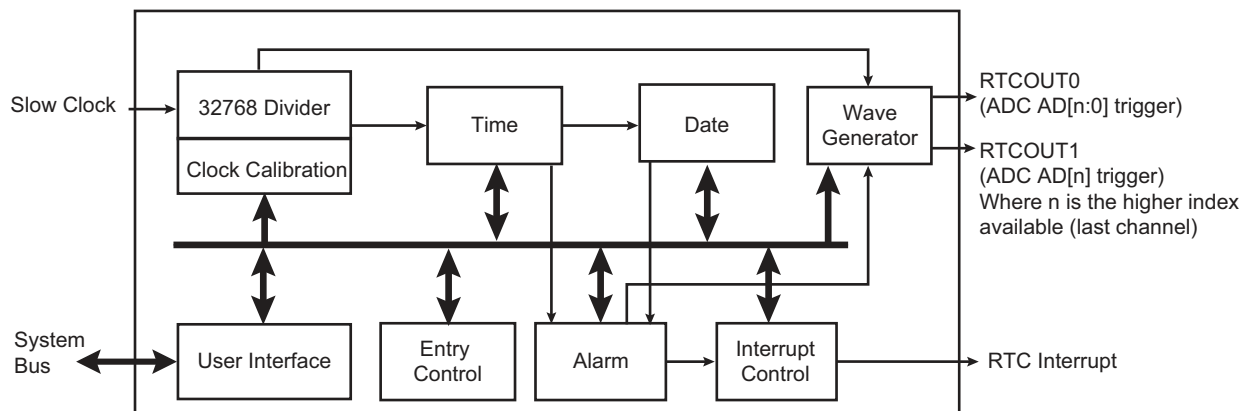 Slow Clock
32768 Divider
Clock Calibration
Time
Date
Wave
Generator
RTCOUT0
(ADC AD[n:0] trigger)
RTCOUT1
(ADC AD[n] trigger)
Where n is the higher index
available (last channel)
System
Bus
User Interface
Entry
Control
Alarm
Interrupt
Control
RTC Interrupt